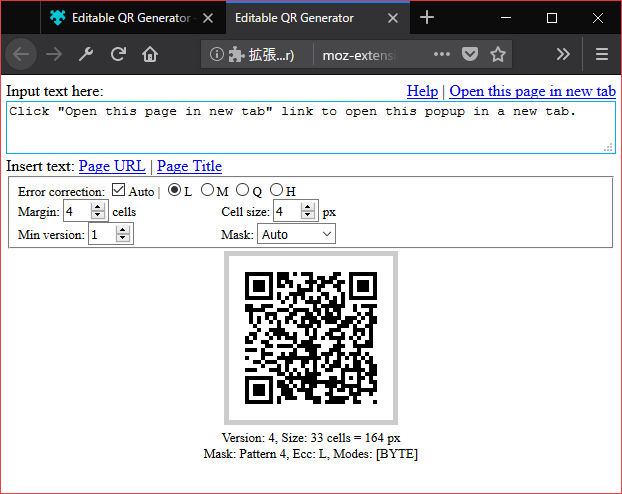 Editable QR Generator - Editable QR Generator
拡張...r) moz-extensi
Input text here: Help | Open this page in new tab
Click "Open this page in new tab" link to open this popup in a new tab.
Insert text: Page URL | Page Title
Error correction: Auto | L M Q H
Margin: 4 cells Cell size: 4 px
Min version: 1 Mask: Auto
Version: 4, Size: 33 cells = 164 px
Mask: Pattern 4, Ecc: L, Modes: [BYTE]